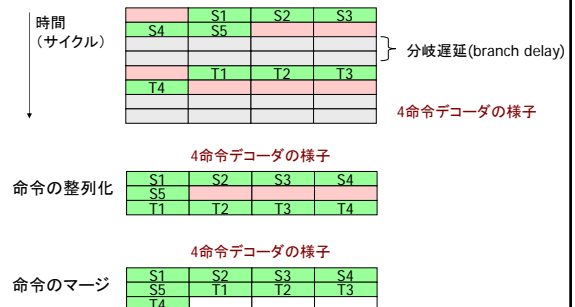 時間
(サイクル)
S1 S2 S3
S4 S5
分岐遅延(branch delay)
T1 T2 T3
T4
4命令デコーダの様子
4命令デコーダの様子
命令の整列化
S1 S2 S3 S4
S5
T1 T2 T3 T4
4命令デコーダの様子
命令のマージ
S1 S2 S3 S4
S5 T1 T2 T3
T4